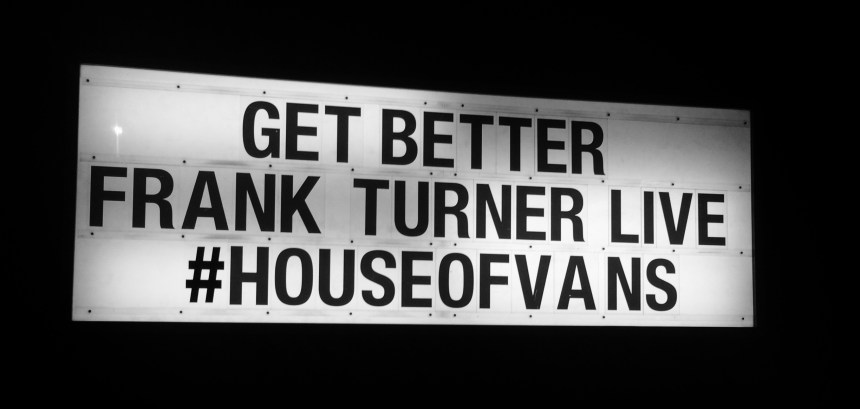 GET BETTER
FRANK TURNER LIVE
#HOUSEOFVANS